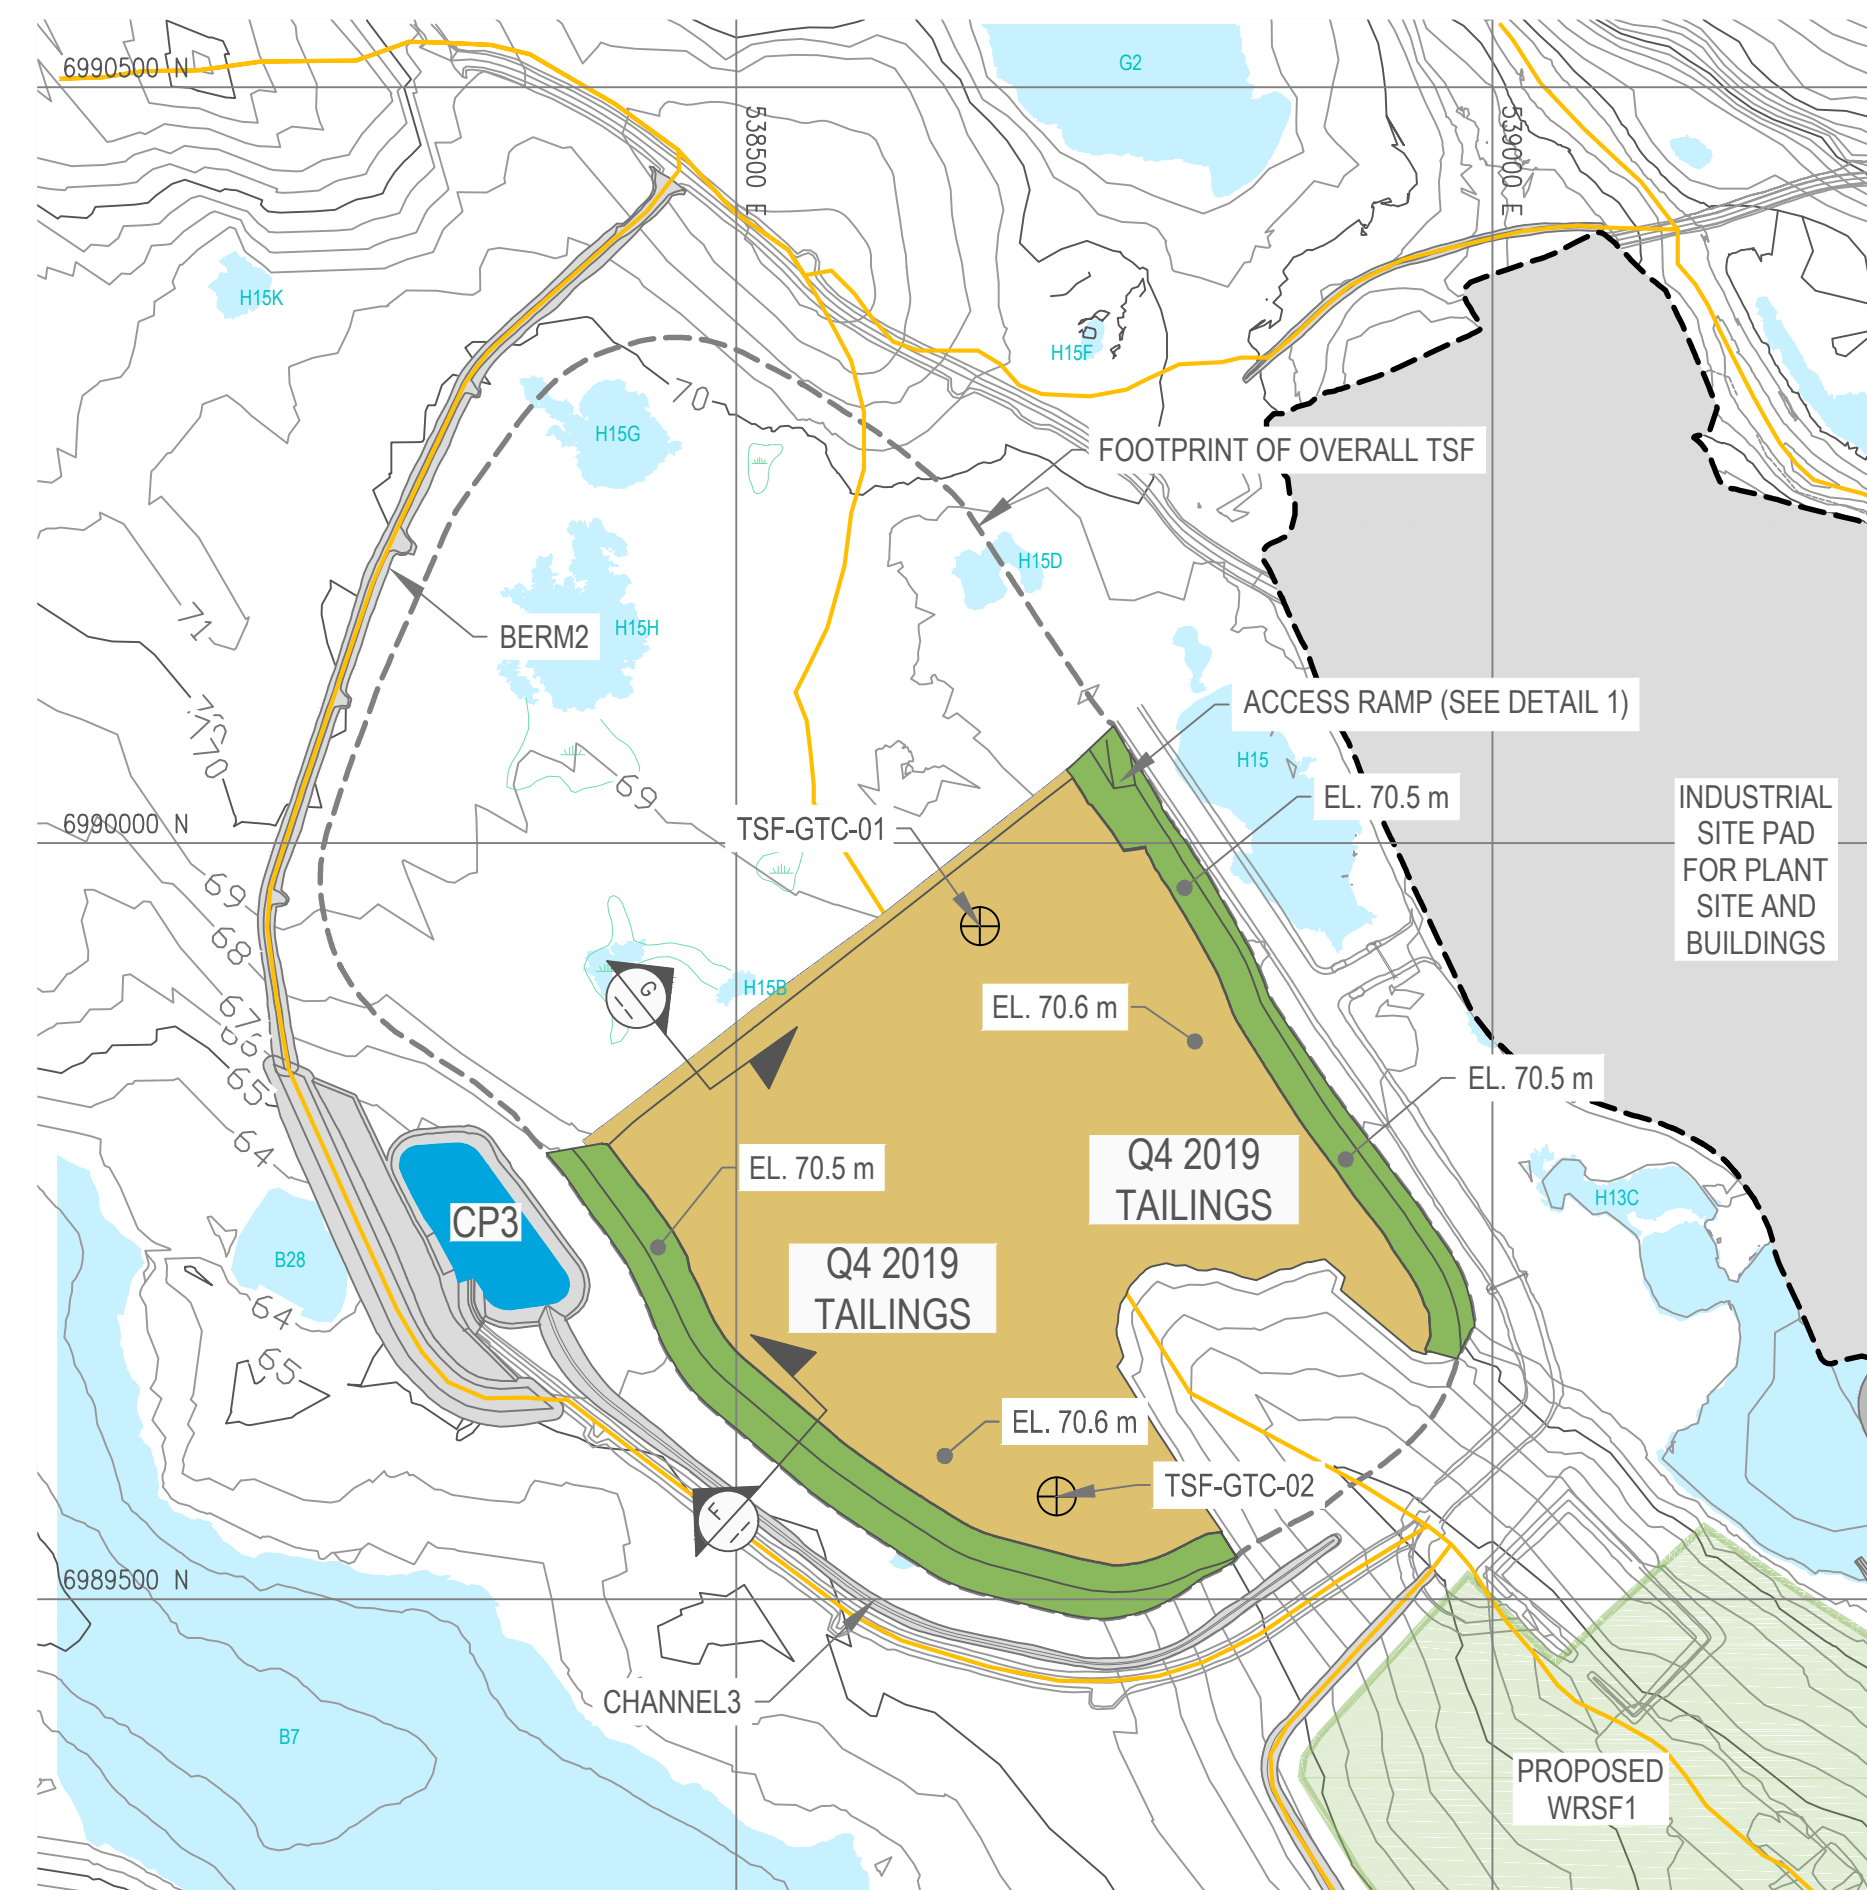 6990500 N
G2
538500 E
539000 E
H15K
H15F
70
H15G
FOOTPRINT OF OVERALL TSF
H15D
71
BERM2
H15H
ACCESS RAMP (SEE DETAIL 1)
H15
70
69
EL. 70.5 m
6990000 N
TSF-GTC-01
INDUSTRIAL
SITE PAD
FOR PLANT
SITE AND
BUILDINGS
69
68
G
H15B
EL. 70.6 m
67
66
65
EL. 70.5 m
64
Q4 2019
TAILINGS
EL. 70.5 m
H13C
CP3
B28
Q4 2019
TAILINGS
64
65
EL. 70.6 m
TSF-GTC-02
F
6989500 N
CHANNEL3
B7
PROPOSED
WRSF1